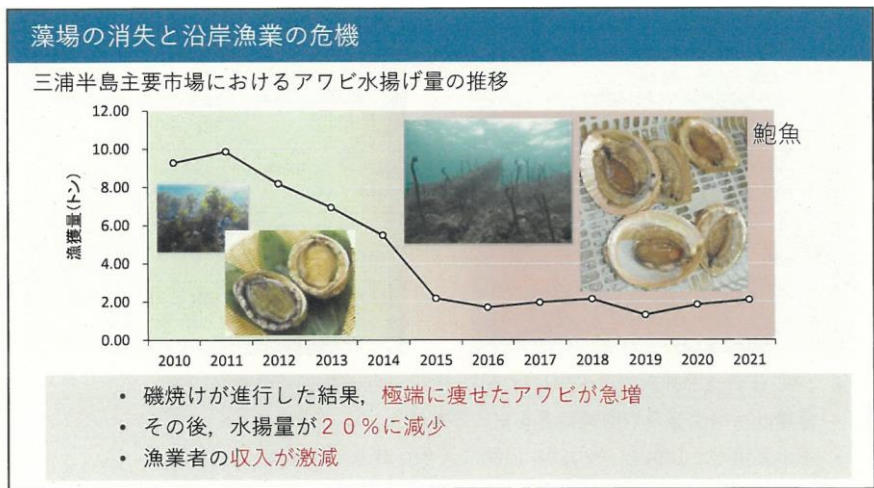 藻場の消失と沿岸漁業の危機
三浦半島主要市場におけるアワビ水揚げ量の推移
12.00
10.00
8.00
6.00
4.00
2.00
0.00
漁獲量(トン)
鮑魚
2010 2011 2012 2013 2014 2015 2016 2017 2018 2019 2020 2021
• 磯焼けが進行した結果，極端に痩せたアワビが急増
• その後，水揚量が２０％に減少
• 漁業者の収入が激減